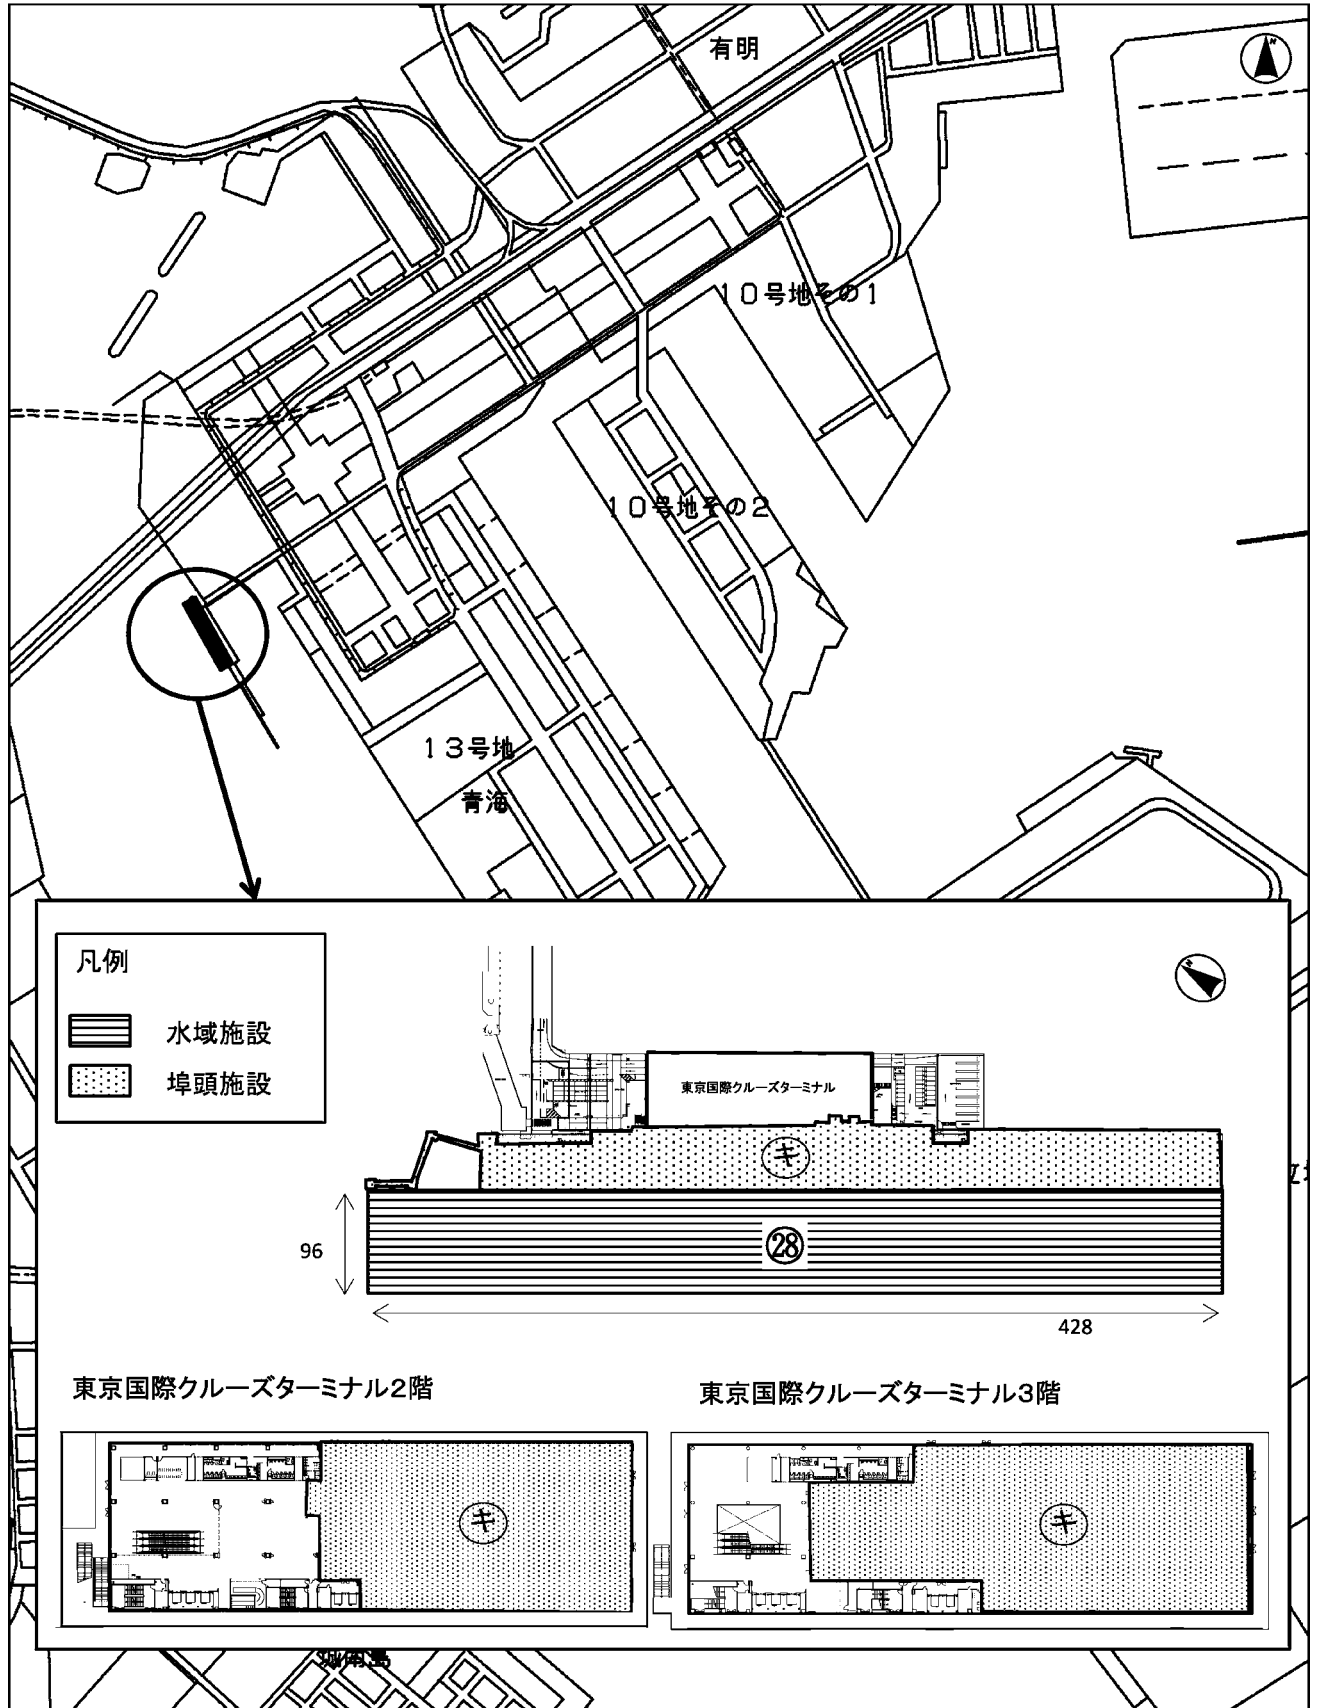 有明
N
10号地その1
10号地その2
13号地
青海
凡例
水域施設
埠頭施設
N
東京国際クルーズターミナル
キ
96
㉘
428
東京国際クルーズターミナル2階
東京国際クルーズターミナル3階
キ
キ
城南島